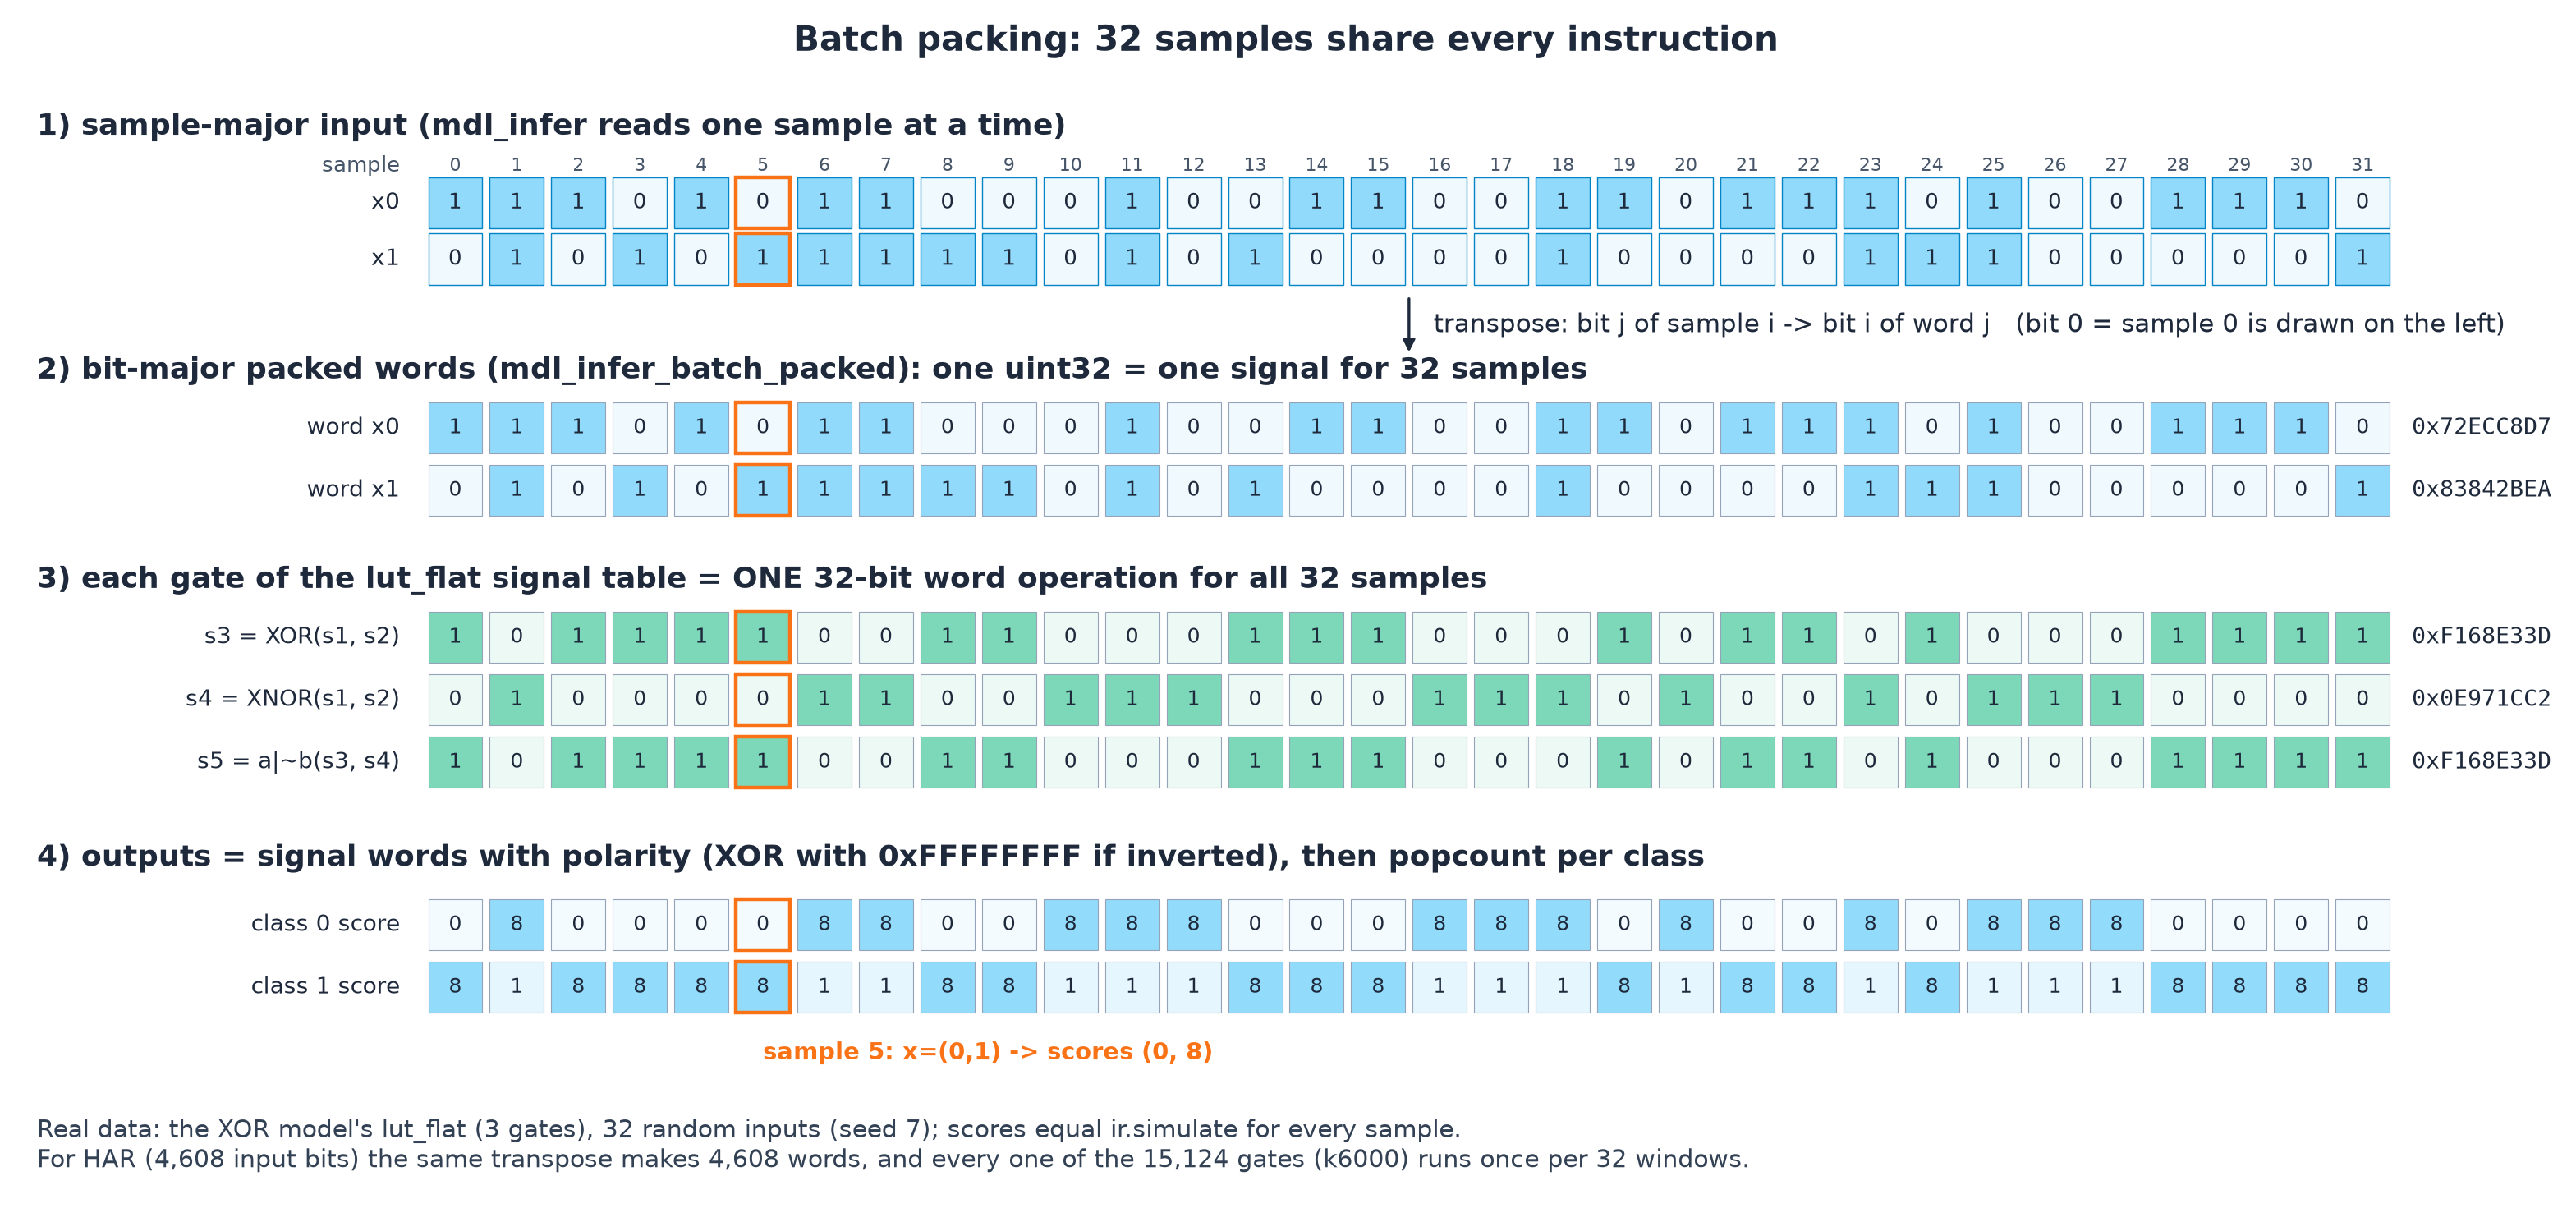 Batch packing: 32 samples share every instruction
1) sample-major input (mdl_infer reads one sample at a time)
sample 0 1 2 3 4 5 6 7 8 9 10 11 12 13 14 15 16 17 18 19 20 21 22 23 24 25 26 27 28 29 30 31
x0 1 1 1 0 1 0 1 1 0 0 0 1 0 0 1 1 0 0 1 1 0 1 1 1 0 1 0 0 1 1 1 0
x1 0 1 0 1 0 1 1 1 1 1 0 1 0 1 0 0 0 0 1 0 0 0 0 1 1 1 0 0 0 0 0 1
transpose: bit j of sample i -> bit i of word j (bit 0 = sample 0 is drawn on the left)
2) bit-major packed words (mdl_infer_batch_packed): one uint32 = one signal for 32 samples
word x0 1 1 1 0 1 0 1 1 0 0 0 1 0 0 1 1 0 0 1 1 0 1 1 1 0 1 0 0 1 1 1 0 0x72ECC8D7
word x1 0 1 0 1 0 1 1 1 1 1 0 1 0 1 0 0 0 0 1 0 0 0 0 1 1 1 0 0 0 0 0 1 0x83842BEA
3) each gate of the lut_flat signal table = ONE 32-bit word operation for all 32 samples
s3 = XOR(s1, s2) 1 0 1 1 1 1 0 0 1 1 0 0 0 1 1 1 0 0 0 1 0 1 1 0 1 0 0 0 1 1 1 1 0xF168E33D
s4 = XNOR(s1, s2) 0 1 0 0 0 0 1 1 0 0 1 1 1 0 0 0 1 1 1 0 1 0 0 1 0 1 1 1 0 0 0 0 0x0E971CC2
s5 = a|~b(s3, s4) 1 0 1 1 1 1 0 0 1 1 0 0 0 1 1 1 0 0 0 1 0 1 1 0 1 0 0 0 1 1 1 1 0xF168E33D
4) outputs = signal words with polarity (XOR with 0xFFFFFFFF if inverted), then popcount per class
class 0 score 0 8 0 0 0 0 8 8 0 0 8 8 8 0 0 0 8 8 8 0 8 0 0 8 0 8 8 8 0 0 0 0
class 1 score 8 1 8 8 8 8 1 1 8 8 1 1 1 8 8 8 1 1 1 8 1 8 8 1 8 1 1 1 8 8 8 8
sample 5: x=(0,1) -> scores (0, 8)
Real data: the XOR model's lut_flat (3 gates), 32 random inputs (seed 7); scores equal ir.simulate for every sample.
For HAR (4,608 input bits) the same transpose makes 4,608 words, and every one of the 15,124 gates (k6000) runs once per 32 windows.